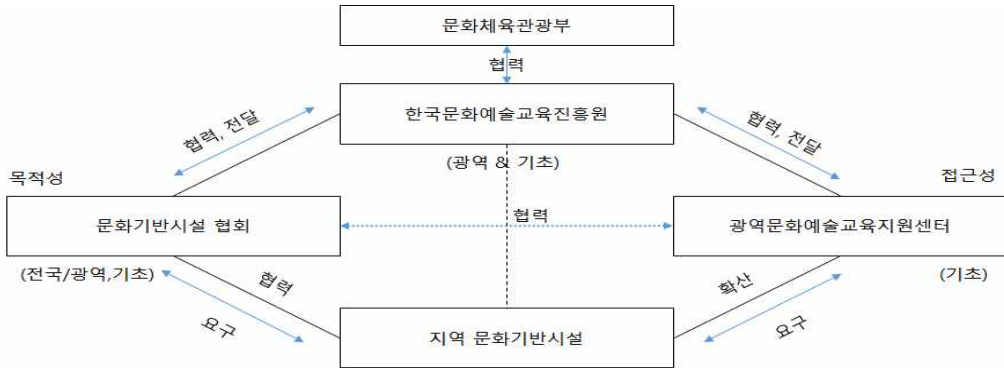 문화체육관광부
협력
한국문화예술교육진흥원
협력, 전달
협력, 전달
(광역 & 기초)
목적성
접근성
문화기반시설 협회
협력
광역문화예술교육지원센터
(전국/광역,기초)
협력
확산
(기초)
요구
요구
지역 문화기반시설